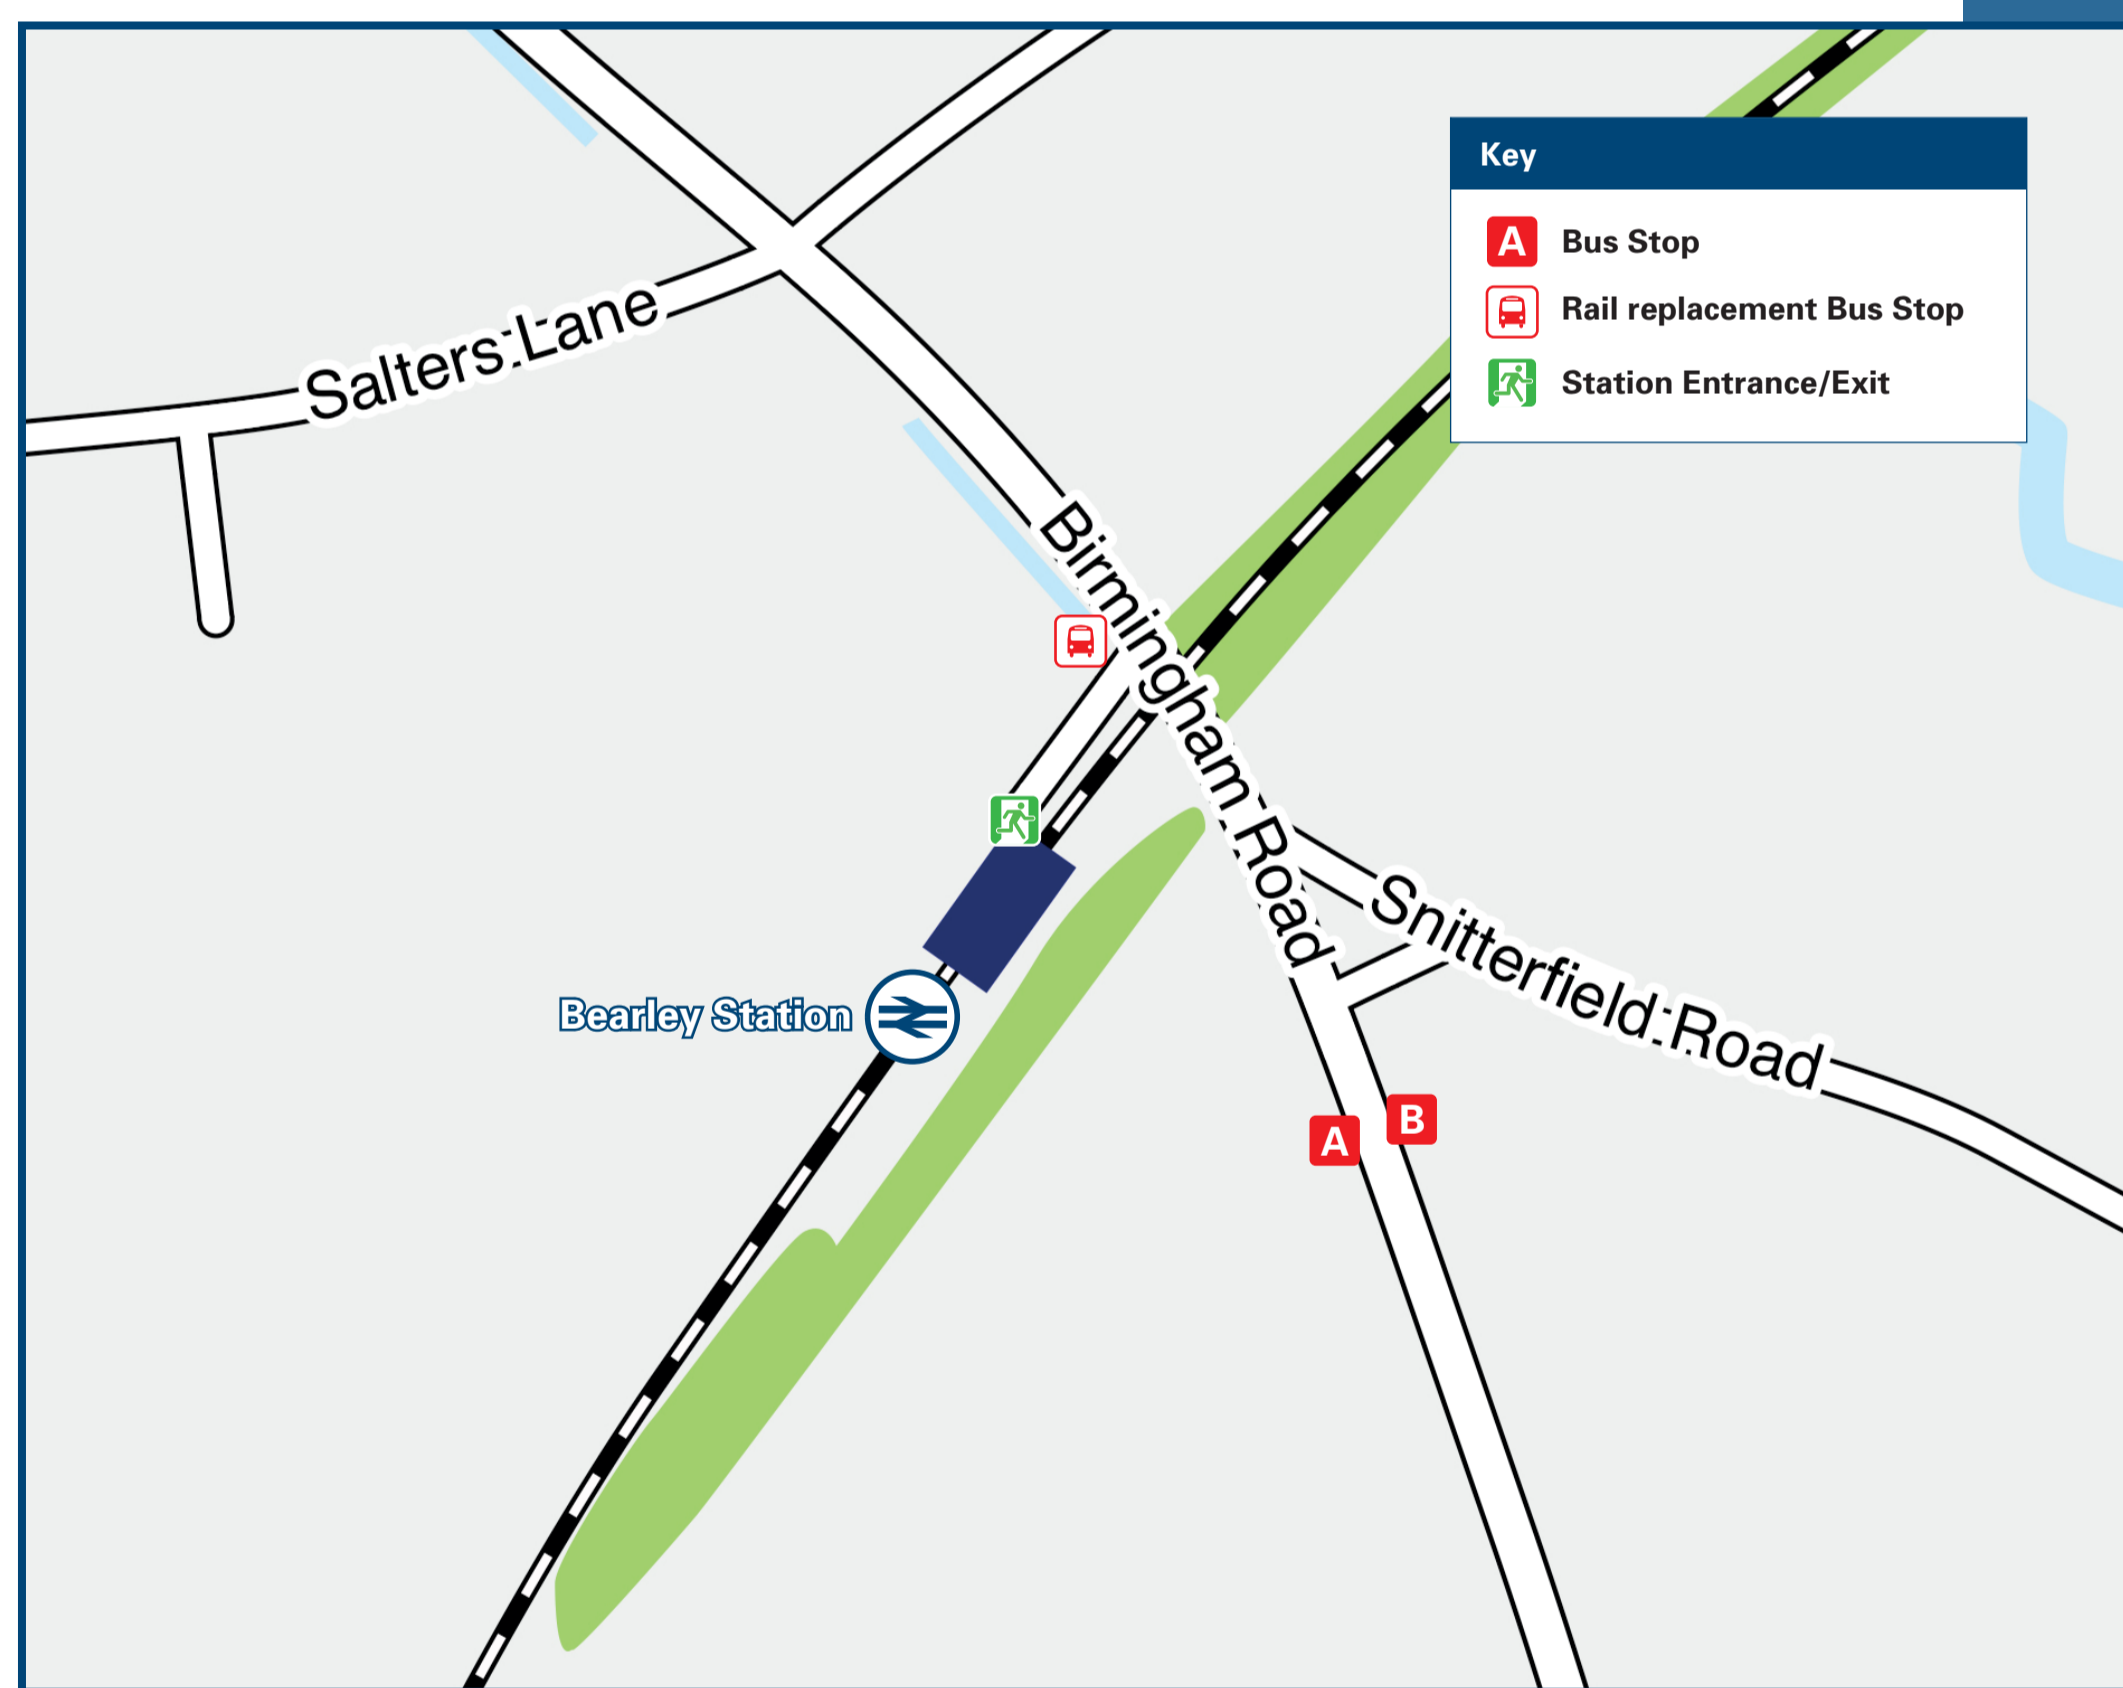 Key
A Bus Stop
Rail replacement Bus Stop
Station Entrance/Exit
Salters Lane
Birmingham Road
Snitterfield Road
Bearley Station
A
B